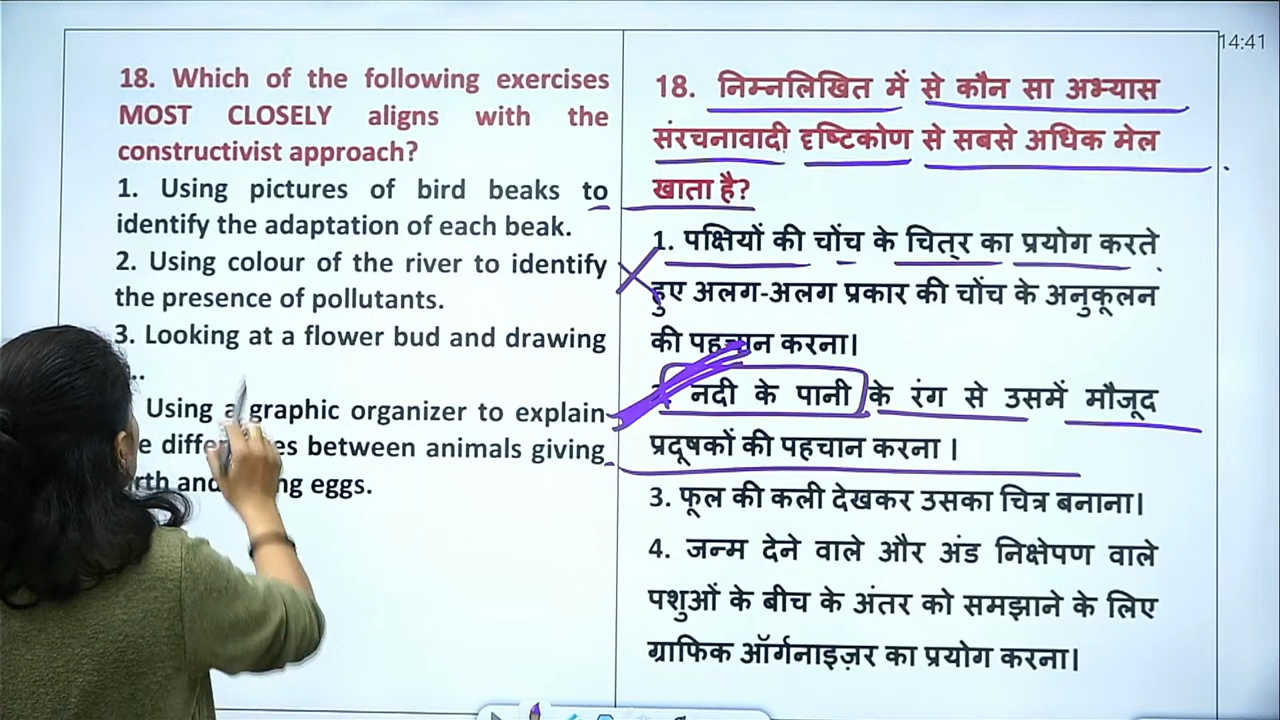 14:41
18. Which of the following exercises
MOST CLOSELY aligns with the
constructivist approach?
1. Using pictures of bird beaks to
identify the adaptation of each beak.
2. Using colour of the river to identify
the presence of pollutants.
3. Looking at a flower bud and drawing
..
Using a graphic organizer to explain
between animals giving
and eggs.
18. निम्नलिखित में से कौन सा अभ्यास
संरचनावादी दृष्टिकोण से सबसे अधिक मेल
खाता है?
1. पक्षियों की चोंच के चित्र का प्रयोग करते
हुए अलग-अलग प्रकार की चोंच के अनुकूलन
की पहचान करना।
नदी के पानी के रंग से उसमें मौजूद
प्रदूषकों की पहचान करना ।
3. फूल की कली देखकर उसका चित्र बनाना।
4. जन्म देने वाले और अंड निक्षेपण वाले
पशुओं के बीच के अंतर को समझाने के लिए
ग्राफिक ऑर्गनाइज़र का प्रयोग करना।